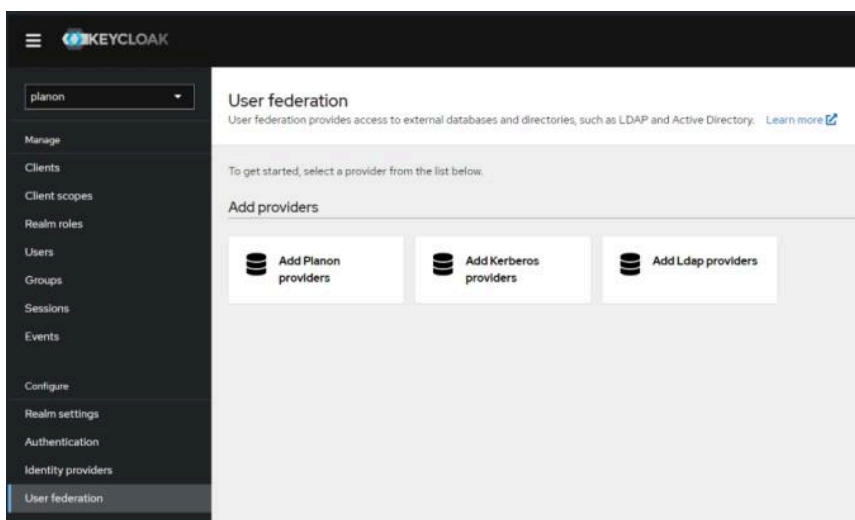 KEYCLOAK
planon
Manage
Clients
Client scopes
Realm roles
Users
Groups
Sessions
Events
Configure
Realm settings
Authentication
Identity providers
User federation
User federation
User federation provides access to external databases and directories, such as LDAP and Active Directory. Learn more
To get started, select a provider from the list below.
Add providers
Add Planon
providers
Add Kerberos
providers
Add Ldap providers